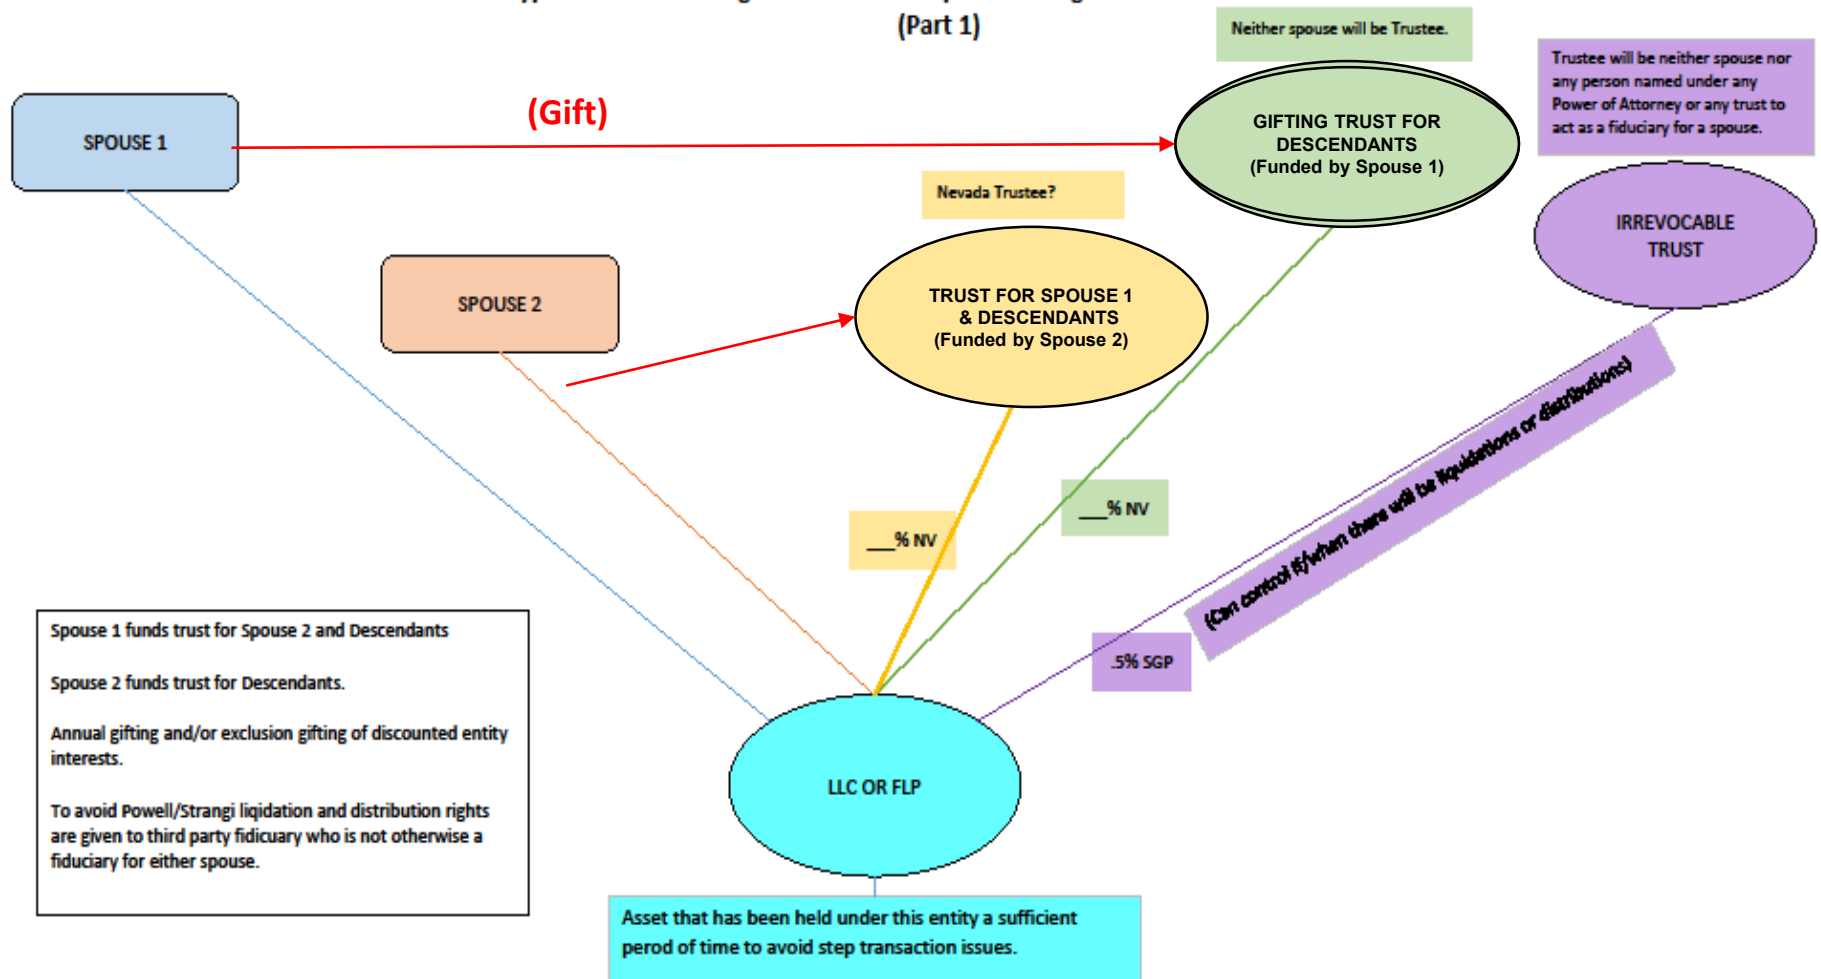 (Part 1)
Neither spouse will be Trustee.
Trustee will be neither spouse nor
any person named under any
Power of Attorney or any trust to
act as a fiduciary for a spouse.
SPOUSE 1
(Gift)
GIFTING TRUST FOR
DESCENDANTS
(Funded by Spouse 1)
Nevada Trustee?
IRREVOCABLE
TRUST
SPOUSE 2
TRUST FOR SPOUSE 1
& DESCENDANTS
(Funded by Spouse 2)
(Can control if/when there will be liquidations or distributions)
___% NV
___% NV
.5% SGP
Spouse 1 funds trust for Spouse 2 and Descendants
Spouse 2 funds trust for Descendants.
Annual gifting and/or exclusion gifting of discounted entity
interests.
To avoid Powell/Strangi liqidation and distribution rights
are given to third party fidicuary who is not otherwise a
fiduciary for either spouse.
LLC OR FLP
Asset that has been held under this entity a sufficient
perod of time to avoid step transaction issues.